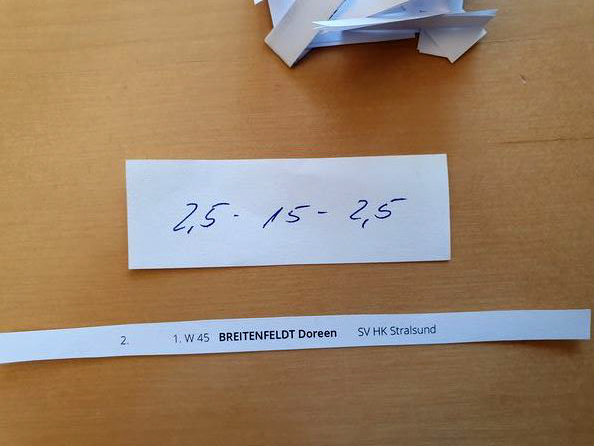 2,5 - 15 - 2,5
2. 1. W 45 BREITENFELDT Doreen SV HK Stralsund